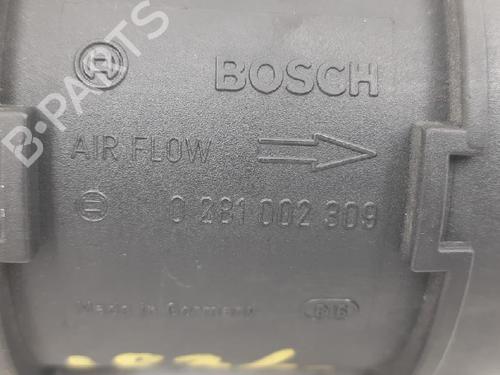 BOSCH
AIR FLOW
0 281 002 309
Made in Germany
B-PARTS